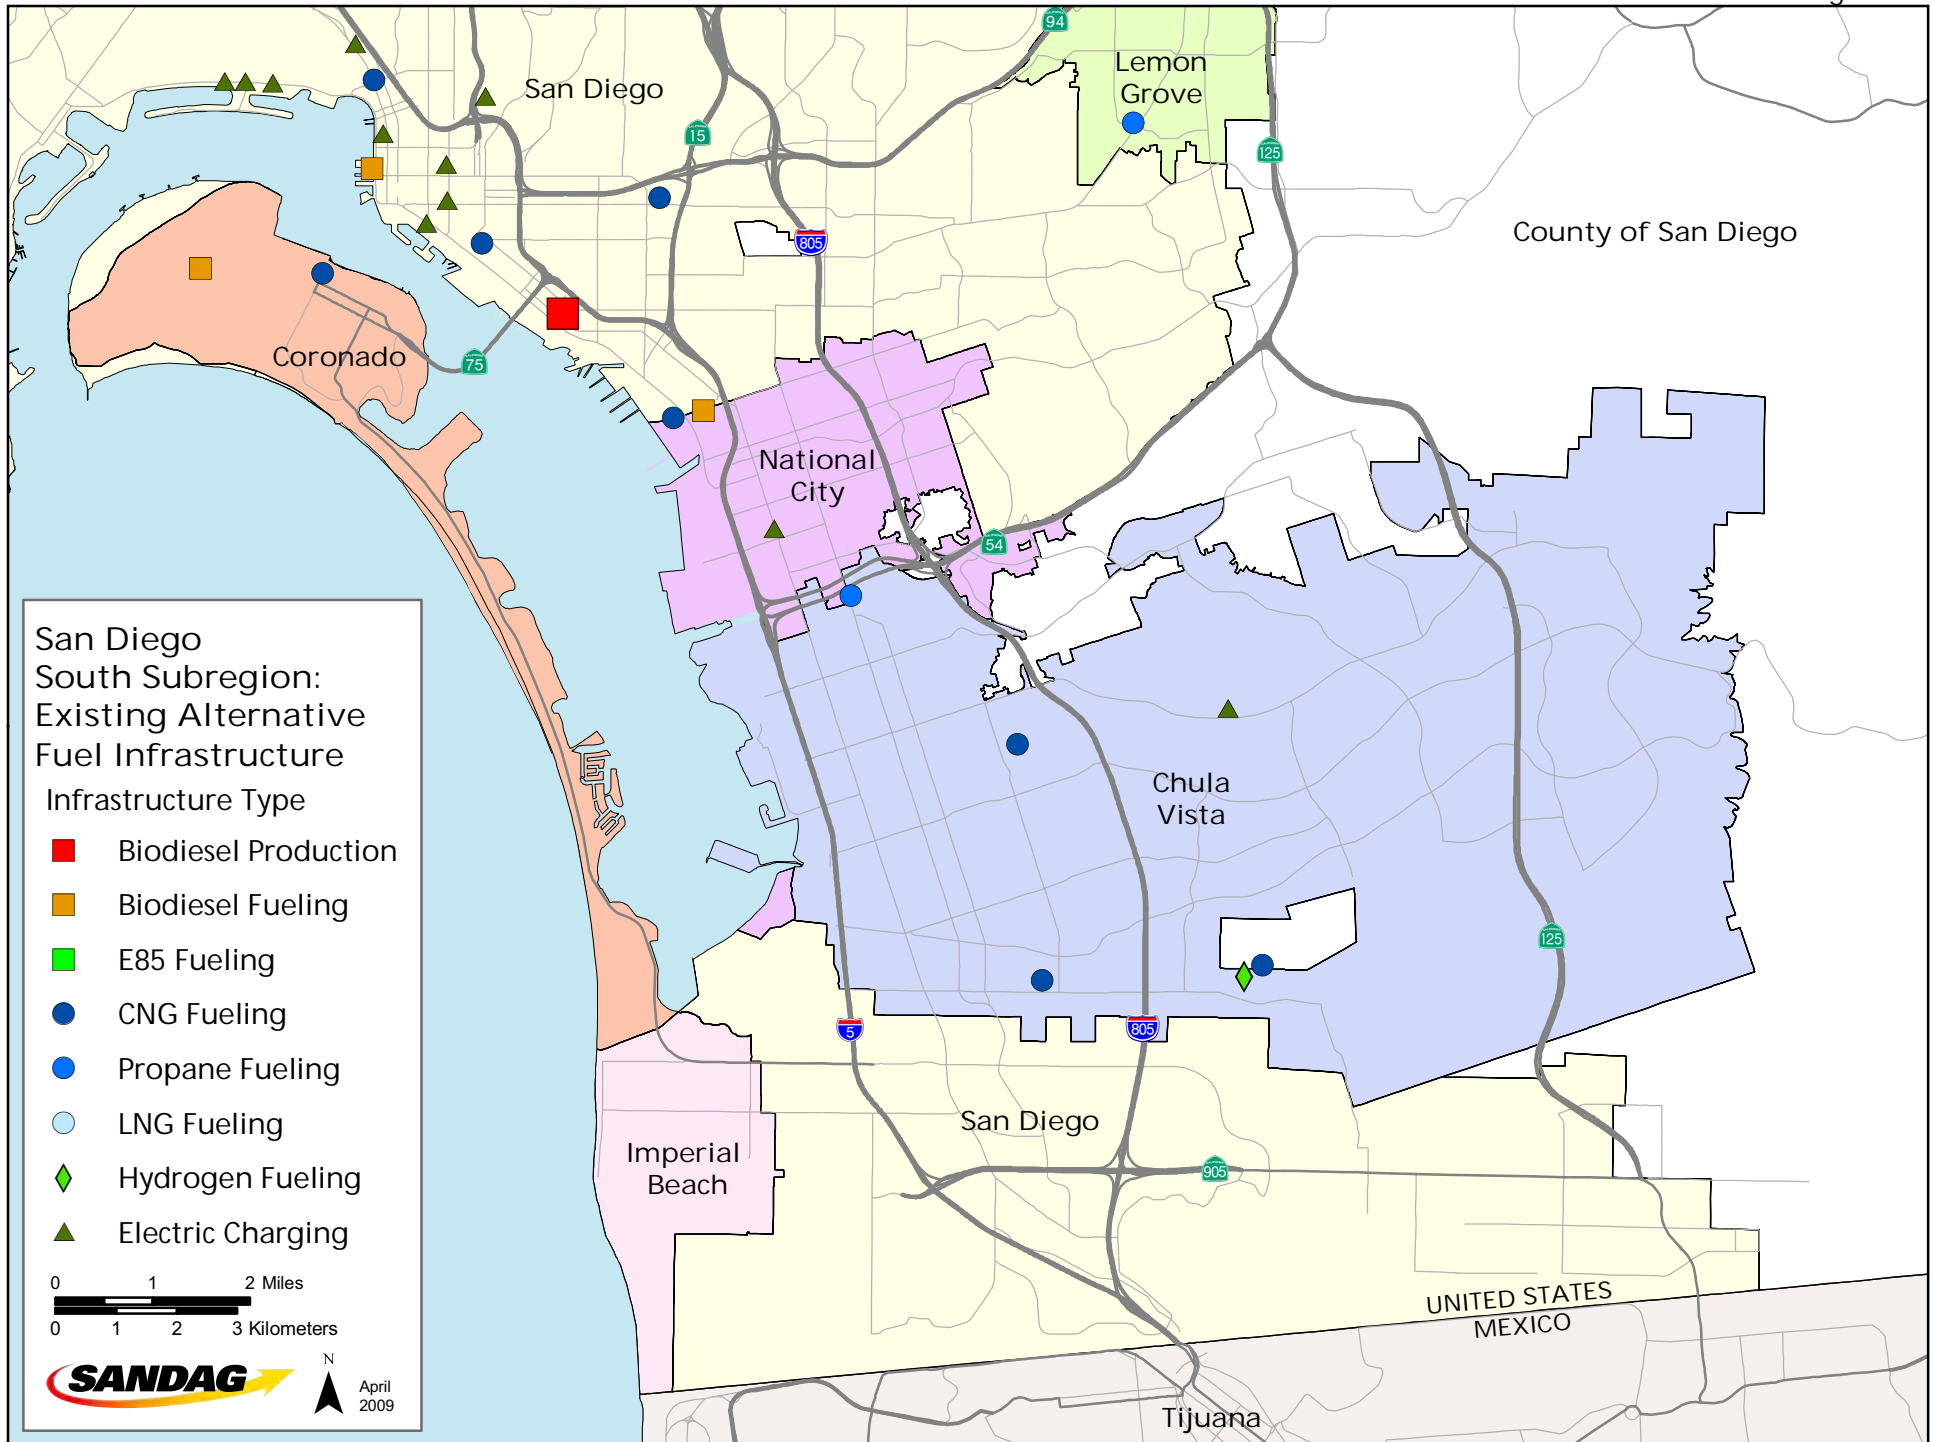 g
94
Lemon
Grove
San Diego
15
125
County of San Diego
805
Coronado
75
National
City
54
San Diego
South Subregion:
Existing Alternative
Fuel Infrastructure
Infrastructure Type
Biodiesel Production
Biodiesel Fueling
E85 Fueling
CNG Fueling
Propane Fueling
LNG Fueling
Hydrogen Fueling
Electric Charging
0 1 2 Miles
0 1 2 3 Kilometers
SANDAG
N
April
2009
Chula
Vista
125
5
805
San Diego
Imperial
Beach
905
UNITED STATES
MEXICO
Tijuana